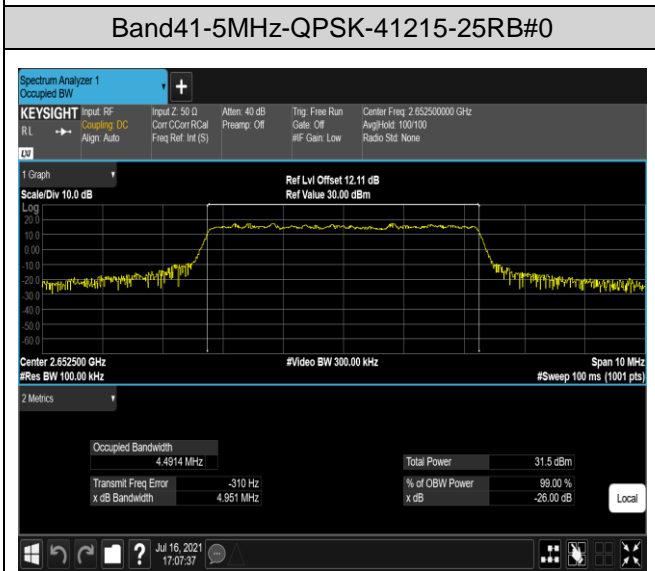 Band41-5MHz-QPSK-41215-25RB#0
Spectrum Analyzer 1
Occupied BW
+
KEYSIGHT Input: RF Input Z: 50 Ω Atten: 40 dB Trig: Free Run Center Freq: 2.652500000 GHz
RL Coupling: DC Corr CCorr RCal Preamp: Off Gate: Off Avg|Hold: 100/100
Align: Auto Freq Ref: Int (S) #IF Gain: Low Radio Std: None
LXI
1 Graph
Ref Lvl Offset 12.11 dB
Scale/Div 10.0 dB Ref Value 30.00 dBm
Log
20.0
10.0
0.00
-10.0
-20.0
-30.0
-40.0
-50.0
-60.0
Center 2.652500 GHz #Video BW 300.00 kHz Span 10 MHz
#Res BW 100.00 kHz #Sweep 100 ms (1001 pts)
2 Metrics
Occupied Bandwidth
4.4914 MHz Total Power 31.5 dBm
Transmit Freq Error -310 Hz % of OBW Power 99.00 %
x dB Bandwidth 4.951 MHz x dB -26.00 dB
Local
? Jul 16, 2021
17:07:37